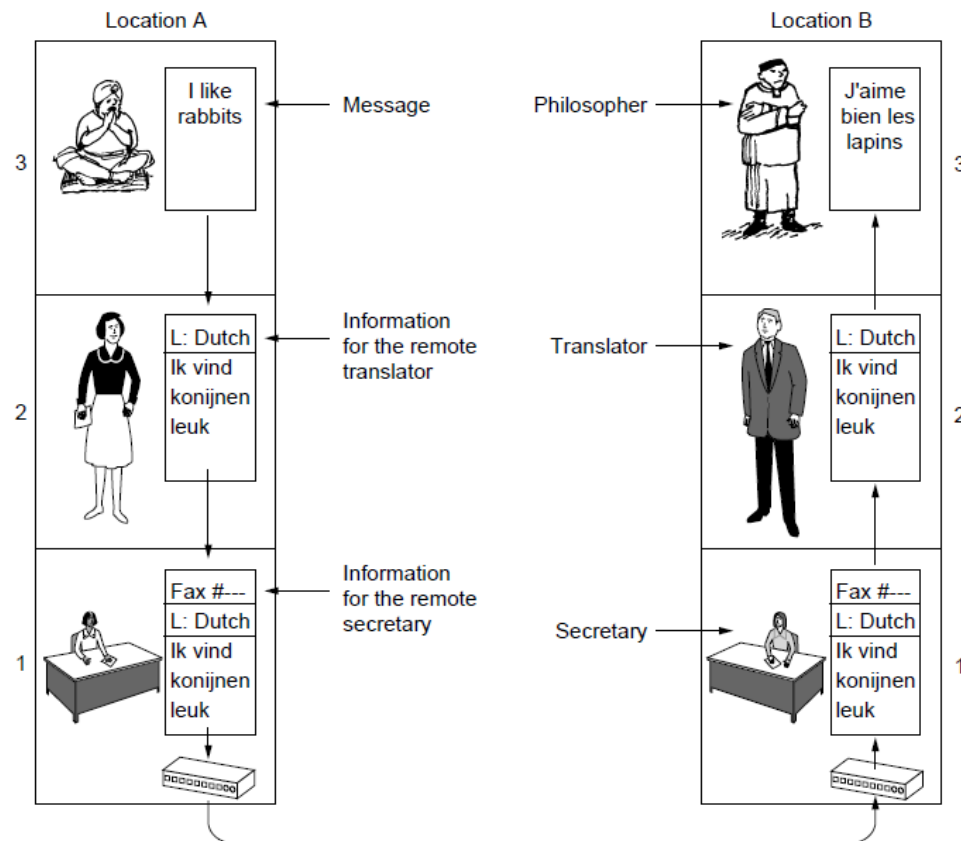 Location A
Location B
I like
rabbits
Message
Philosopher
J'aime
bien les
lapins
3
3
L: Dutch
Ik vind
konijnen
leuk
Information
for the remote
translator
Translator
L: Dutch
Ik vind
konijnen
leuk
2
2
Fax #---
L: Dutch
Ik vind
konijnen
leuk
Information
for the remote
secretary
Secretary
Fax #---
L: Dutch
Ik vind
konijnen
leuk
1
1